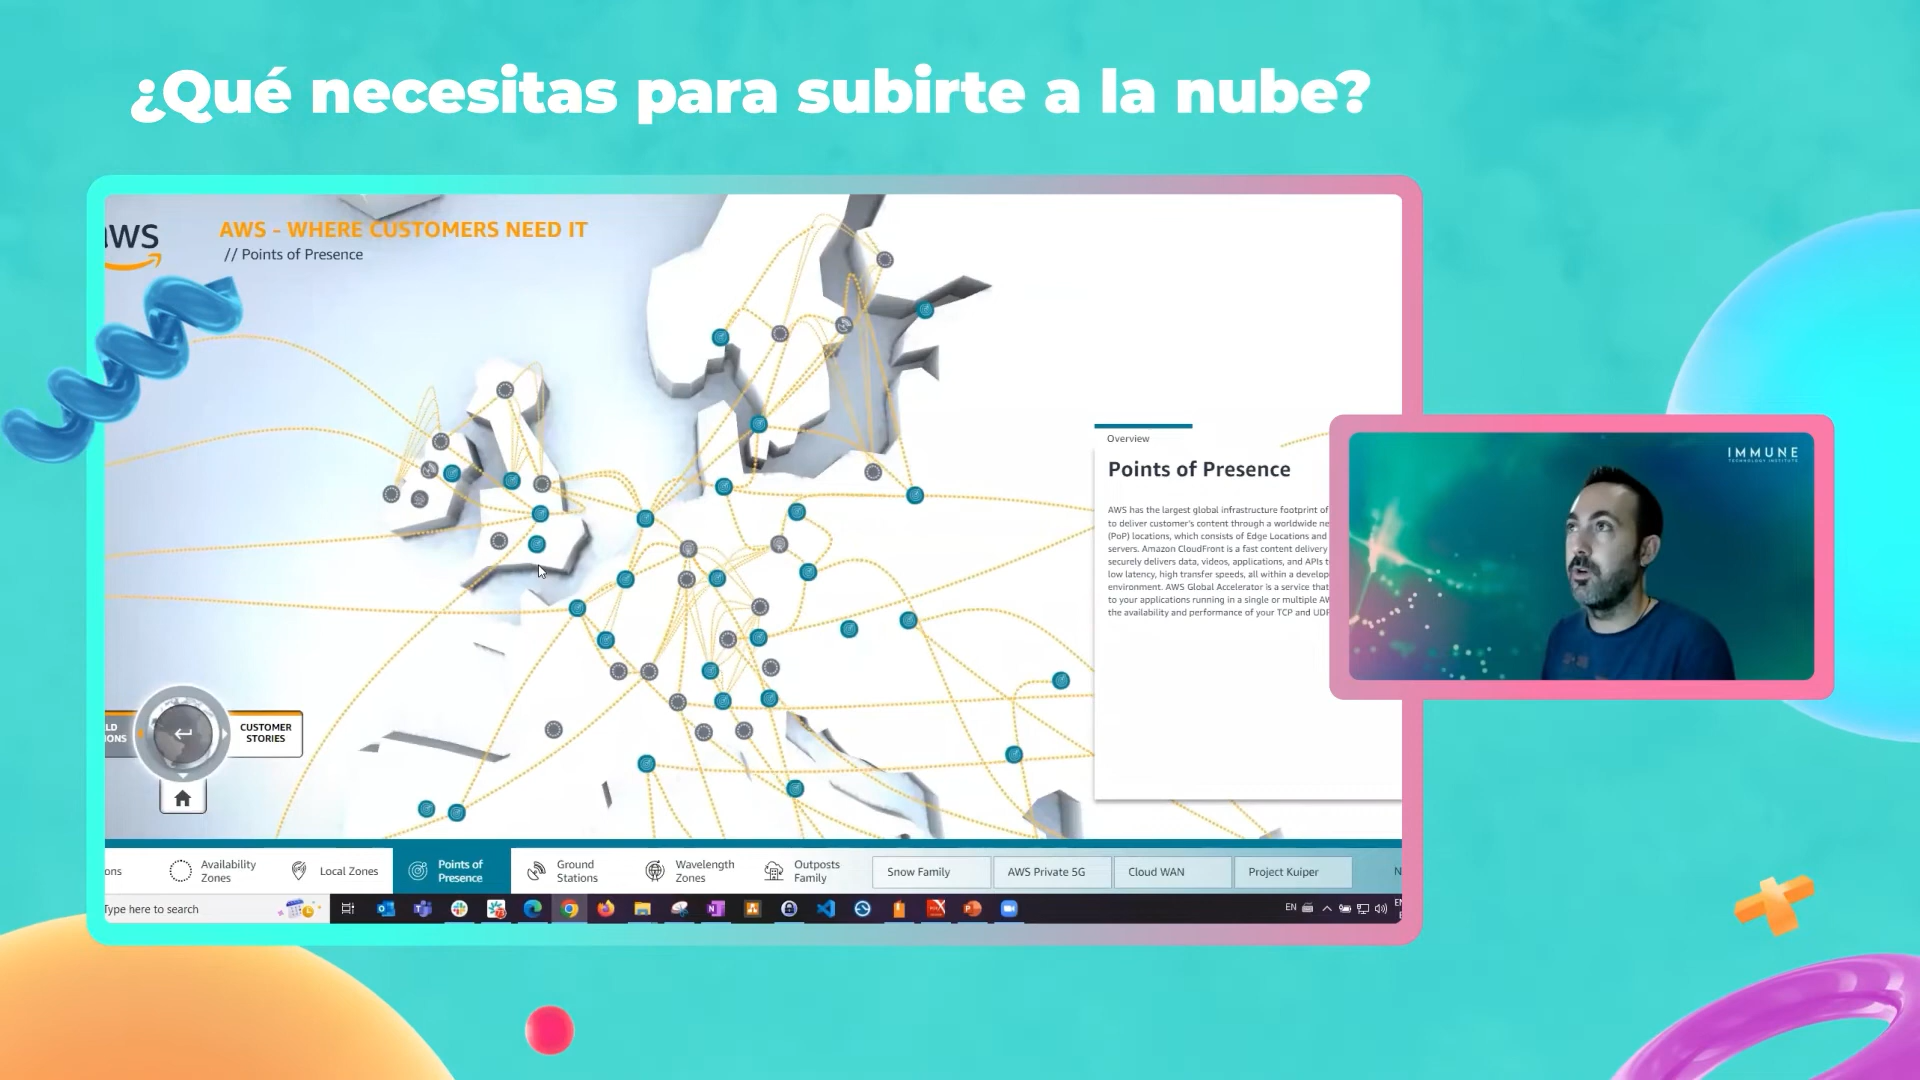 ¿Qué necesitas para subirte a la nube?
aws
AWS - WHERE CUSTOMERS NEED IT
// Points of Presence
Overview
Points of Presence
AWS has the largest global infrastructure footprint of
to deliver customer's content through a worldwide ne
(PoP) locations, which consists of Edge Locations and
servers. Amazon CloudFront is a fast content delivery
securely delivers data, videos, applications, and APIs t
low latency, high transfer speeds, all within a develop
environment. AWS Global Accelerator is a service that
to your applications running in a single or multiple AW
the availability and performance of your TCP and UDP
IMMUNE
TECHNOLOGY INSTITUTE
LD
IONS
CUSTOMER
STORIES
ons
Availability
Zones
Local Zones
Points of
Presence
Ground
Stations
Wavelength
Zones
Outposts
Family
Snow Family
AWS Private 5G
Cloud WAN
Project Kuiper
N
Type here to search
EN